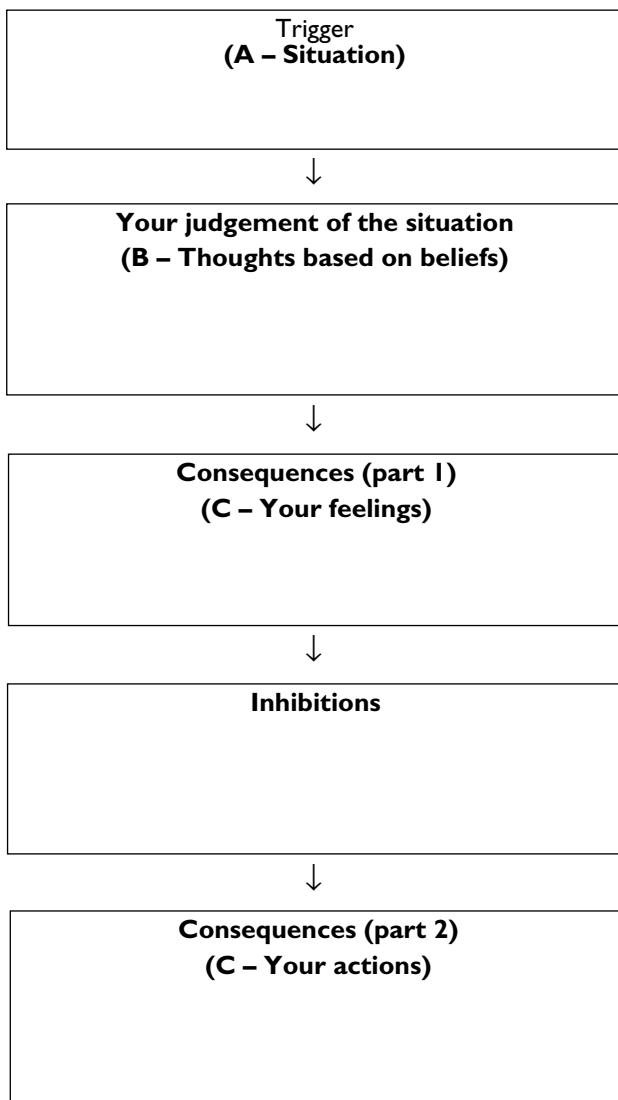 Trigger
(A – Situation)
↓
Your judgement of the situation
(B – Thoughts based on beliefs)
↓
Consequences (part 1)
(C – Your feelings)
↓
Inhibitions
↓
Consequences (part 2)
(C – Your actions)